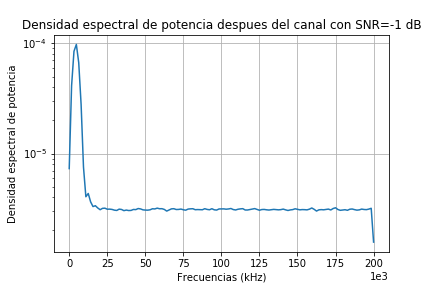 Densidad espectral de potencia despues del canal con SNR=-1 dB
Densidad espectral de potencia
10⁻⁴
10⁻⁵
0 25 50 75 100 125 150 175 200
1e3
Frecuencias (kHz)